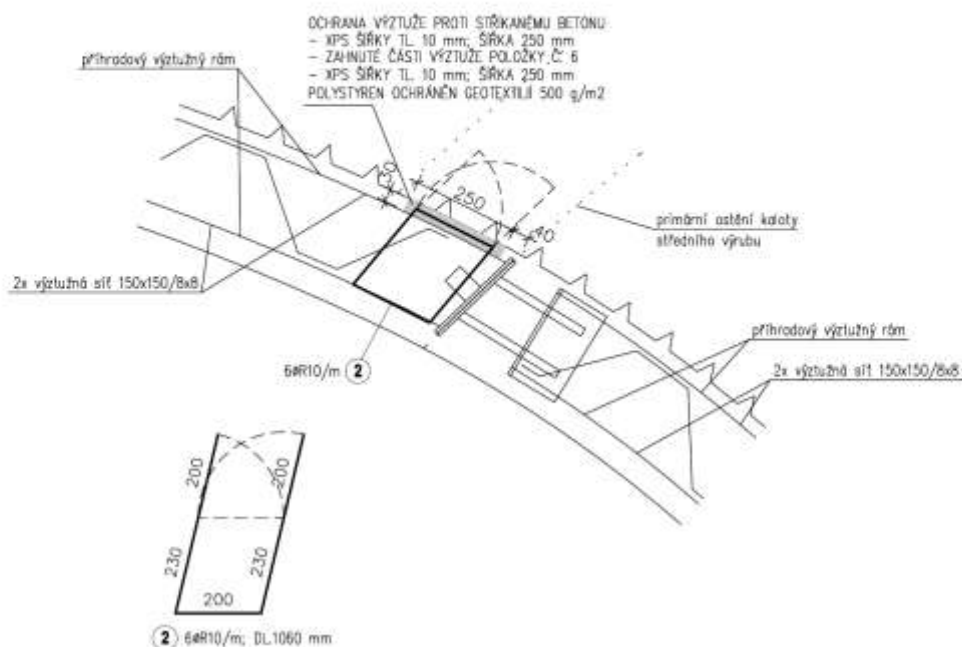 OCHRANA VÝZTUŽE PROTI STŘÍKANÉMU BETONU
- XPS ŠÍŘKY TL. 10 mm; ŠÍŘKA 250 mm
- ZAHNUTÉ ČÁSTI VÝZTUŽE POLOŽKY Č. 6
- XPS ŠÍŘKY TL. 10 mm; ŠÍŘKA 250 mm
POLYSTYREN OCHRÁNĚN GEOTEXTILIÍ 500 g/m2
příhradový výztužný rám
250
40
primární ostění kaloty
středního výrubu
2x výztužná síť 150x150/8x8
6øR10/m 2
příhradový výztužný rám
2x výztužná síť 150x150/8x8
200
200
230
230
200
2 6øR10/m; DL.1060 mm